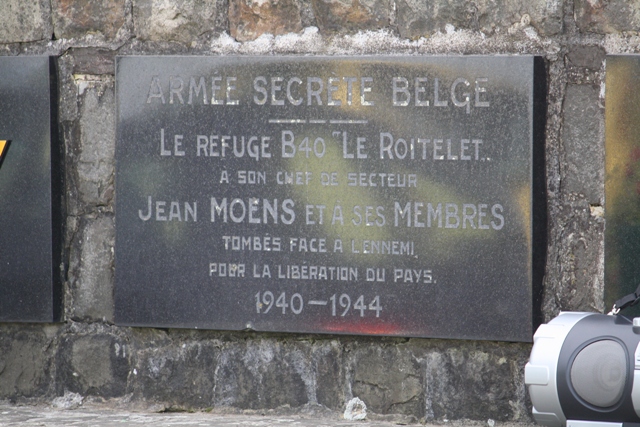 ARMÉE SECRÈTE BELGE
LE REFUGE B40 "LE ROITELET"
A SON CHEF DE SECTEUR
JEAN MOENS ET À SES MEMBRES
TOMBÉS FACE A L'ENNEMI
POUR LA LIBÉRATION DU PAYS.
1940-1944